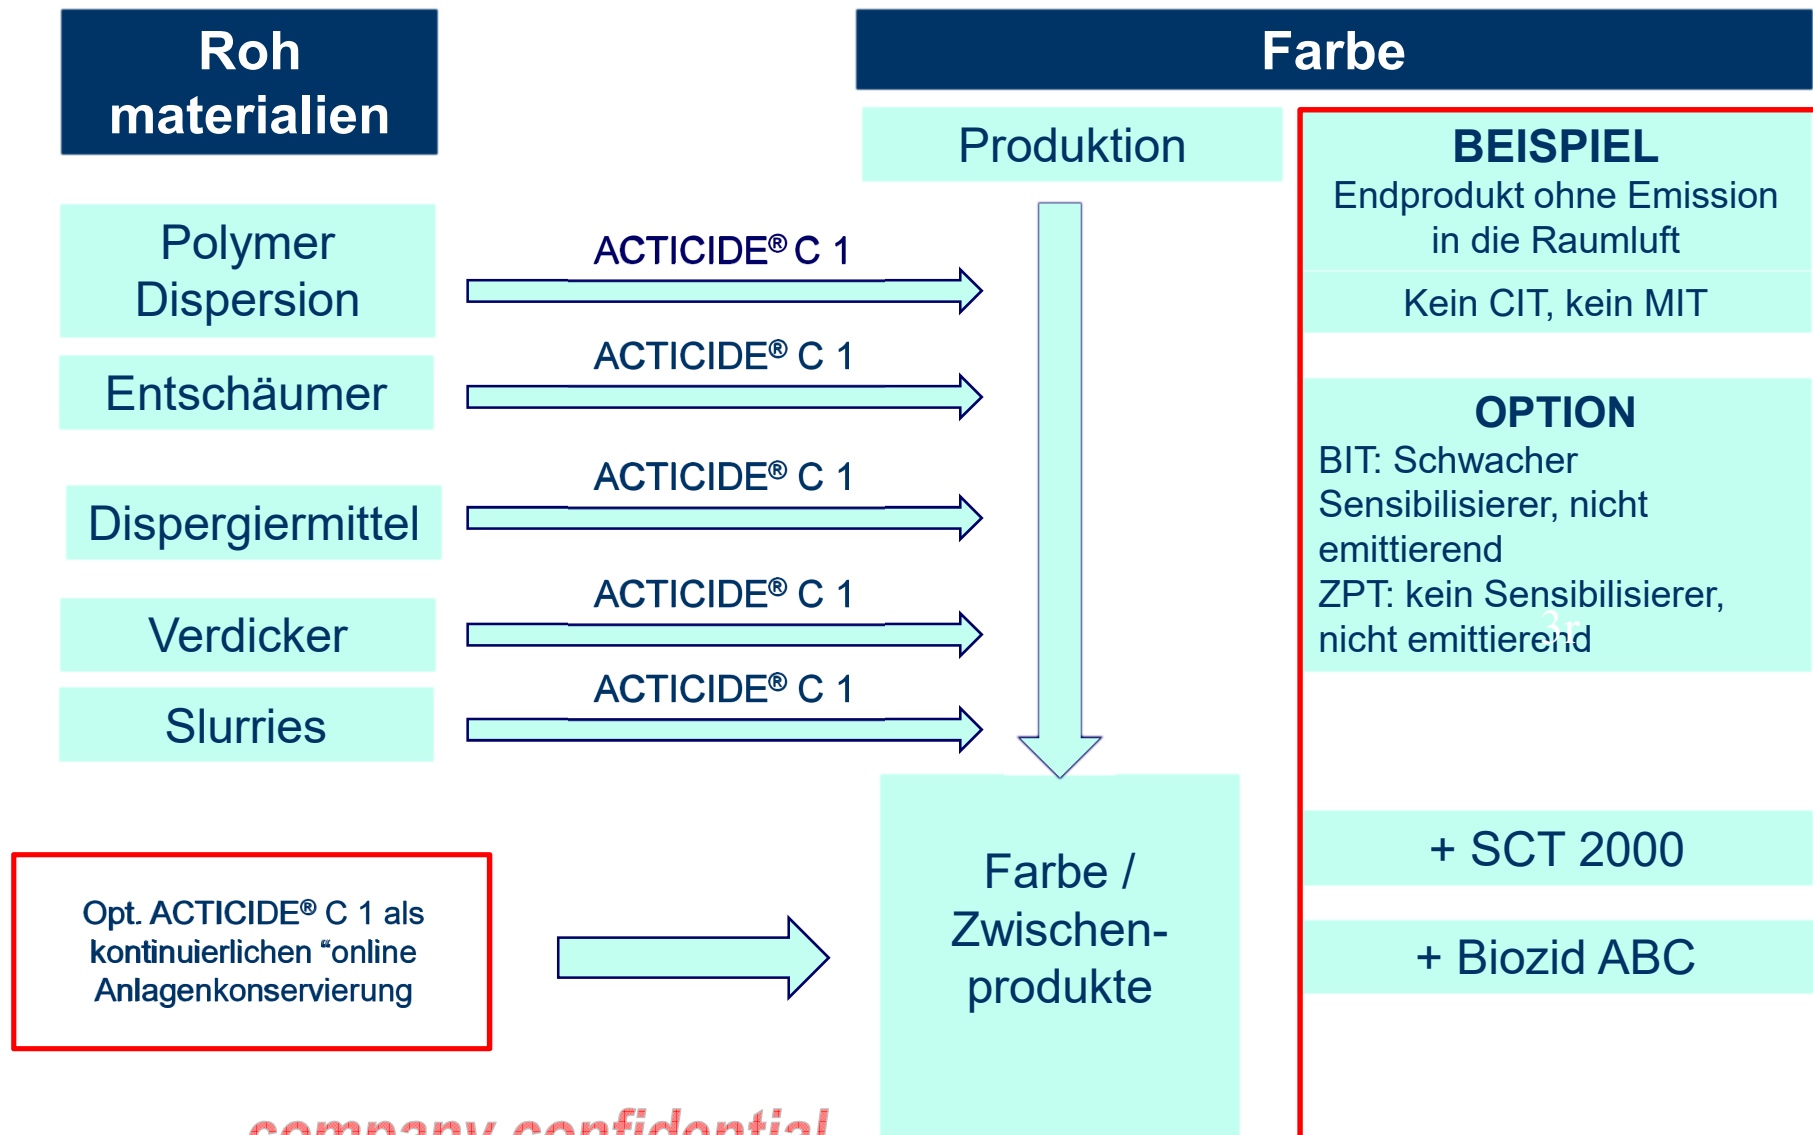 Roh
materialien
Farbe
Produktion
Polymer
Dispersion
ACTICIDE® C 1
Entschäumer
ACTICIDE® C 1
Dispergiermittel
ACTICIDE® C 1
Verdicker
ACTICIDE® C 1
Slurries
ACTICIDE® C 1
Opt. ACTICIDE® C 1 als
kontinuierlichen “online
Anlagenkonservierung
Farbe /
Zwischen-
produkte
BEISPIEL
Endprodukt ohne Emission
in die Raumluft
Kein CIT, kein MIT
OPTION
BIT: Schwacher
Sensibilisierer, nicht
emittierend
ZPT: kein Sensibilisierer,
nicht emittierend
3r
+ SCT 2000
+ Biozid ABC
company confidential